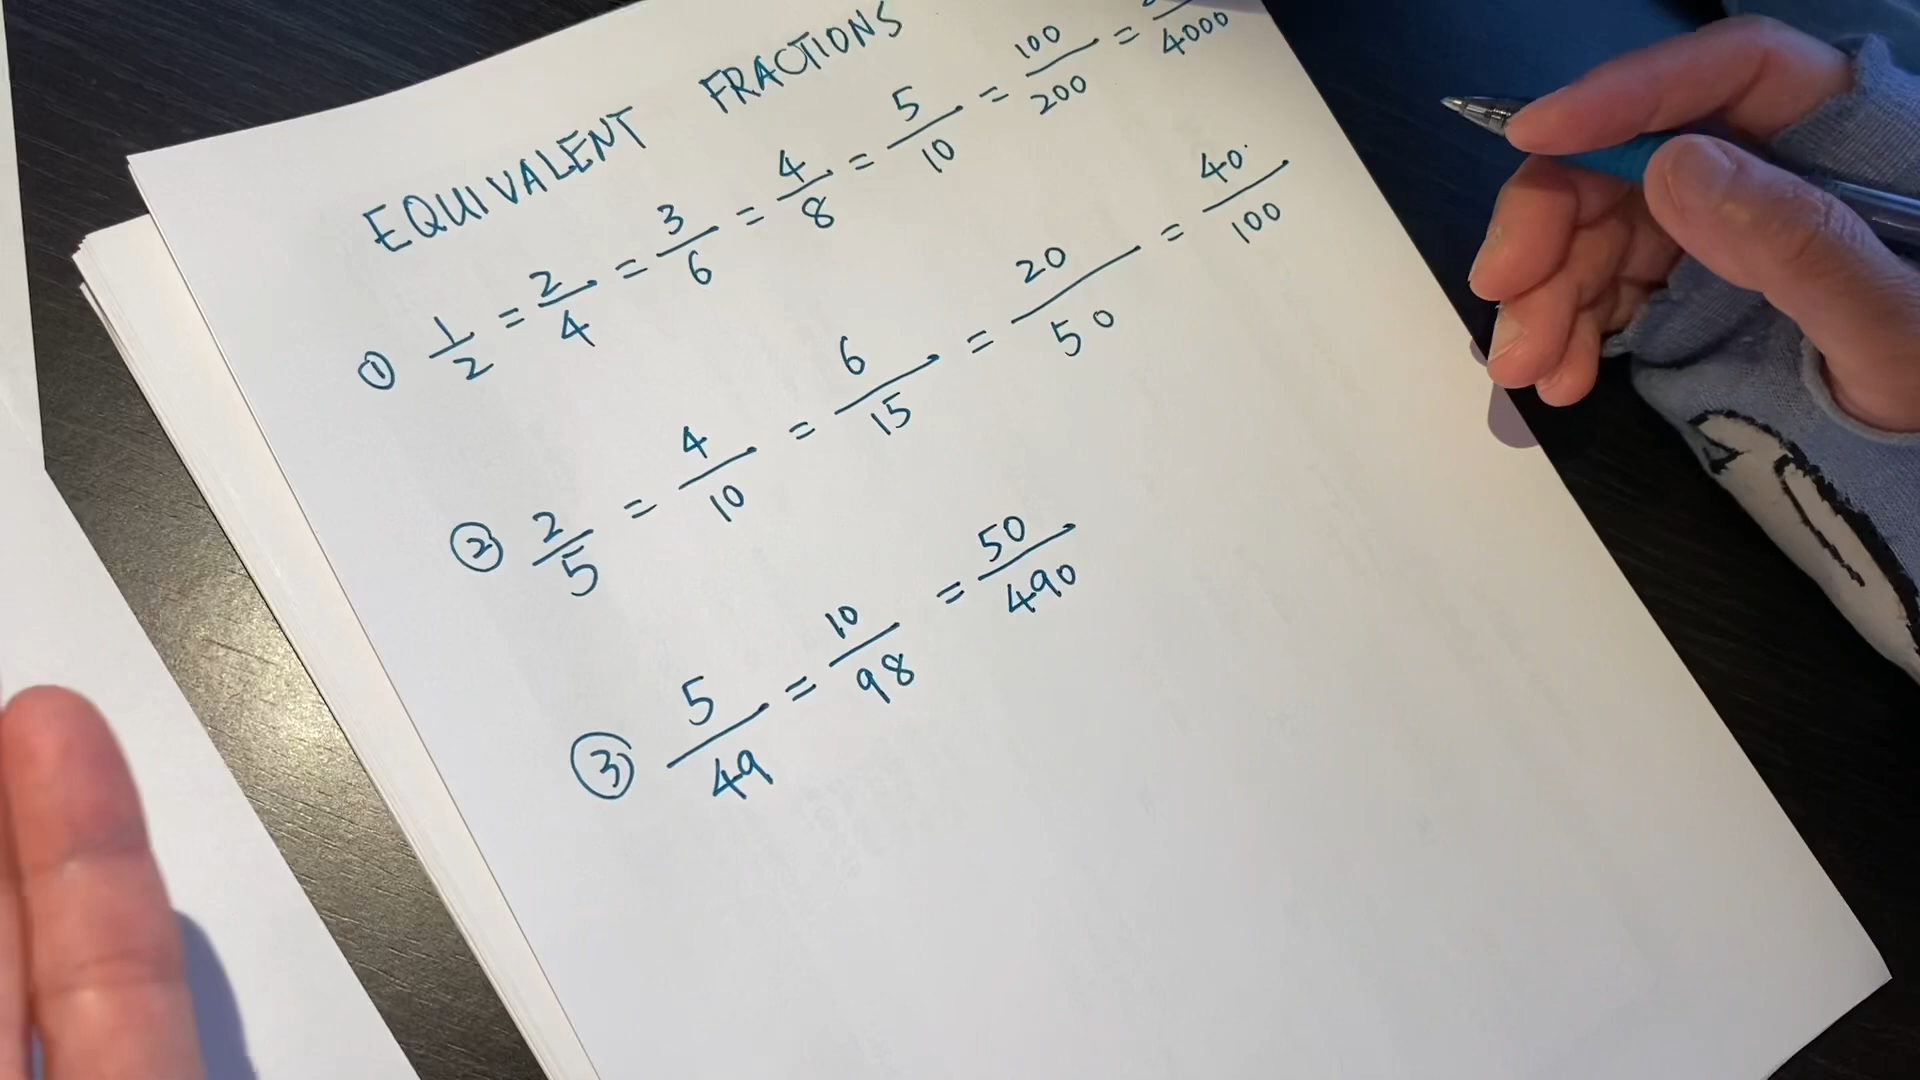 EQUIVALENT FRACTIONS
① 1/2 = 2/4 = 3/6 = 4/8 = 5/10 = 100/200 = /4000
② 2/5 = 4/10 = 6/15 = 20/50 = 40/100
③ 5/49 = 10/98 = 50/490